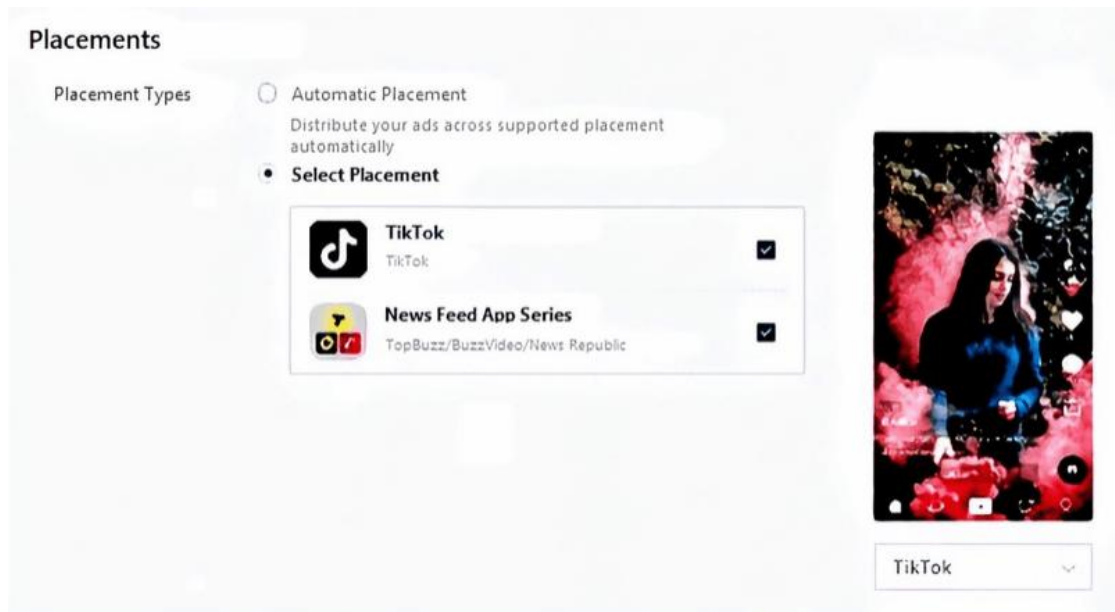 Placements
Placement Types
Automatic Placement
Distribute your ads across supported placement
automatically
Select Placement
TikTok
TikTok
News Feed App Series
TopBuzz/BuzzVideo/News Republic
TikTok